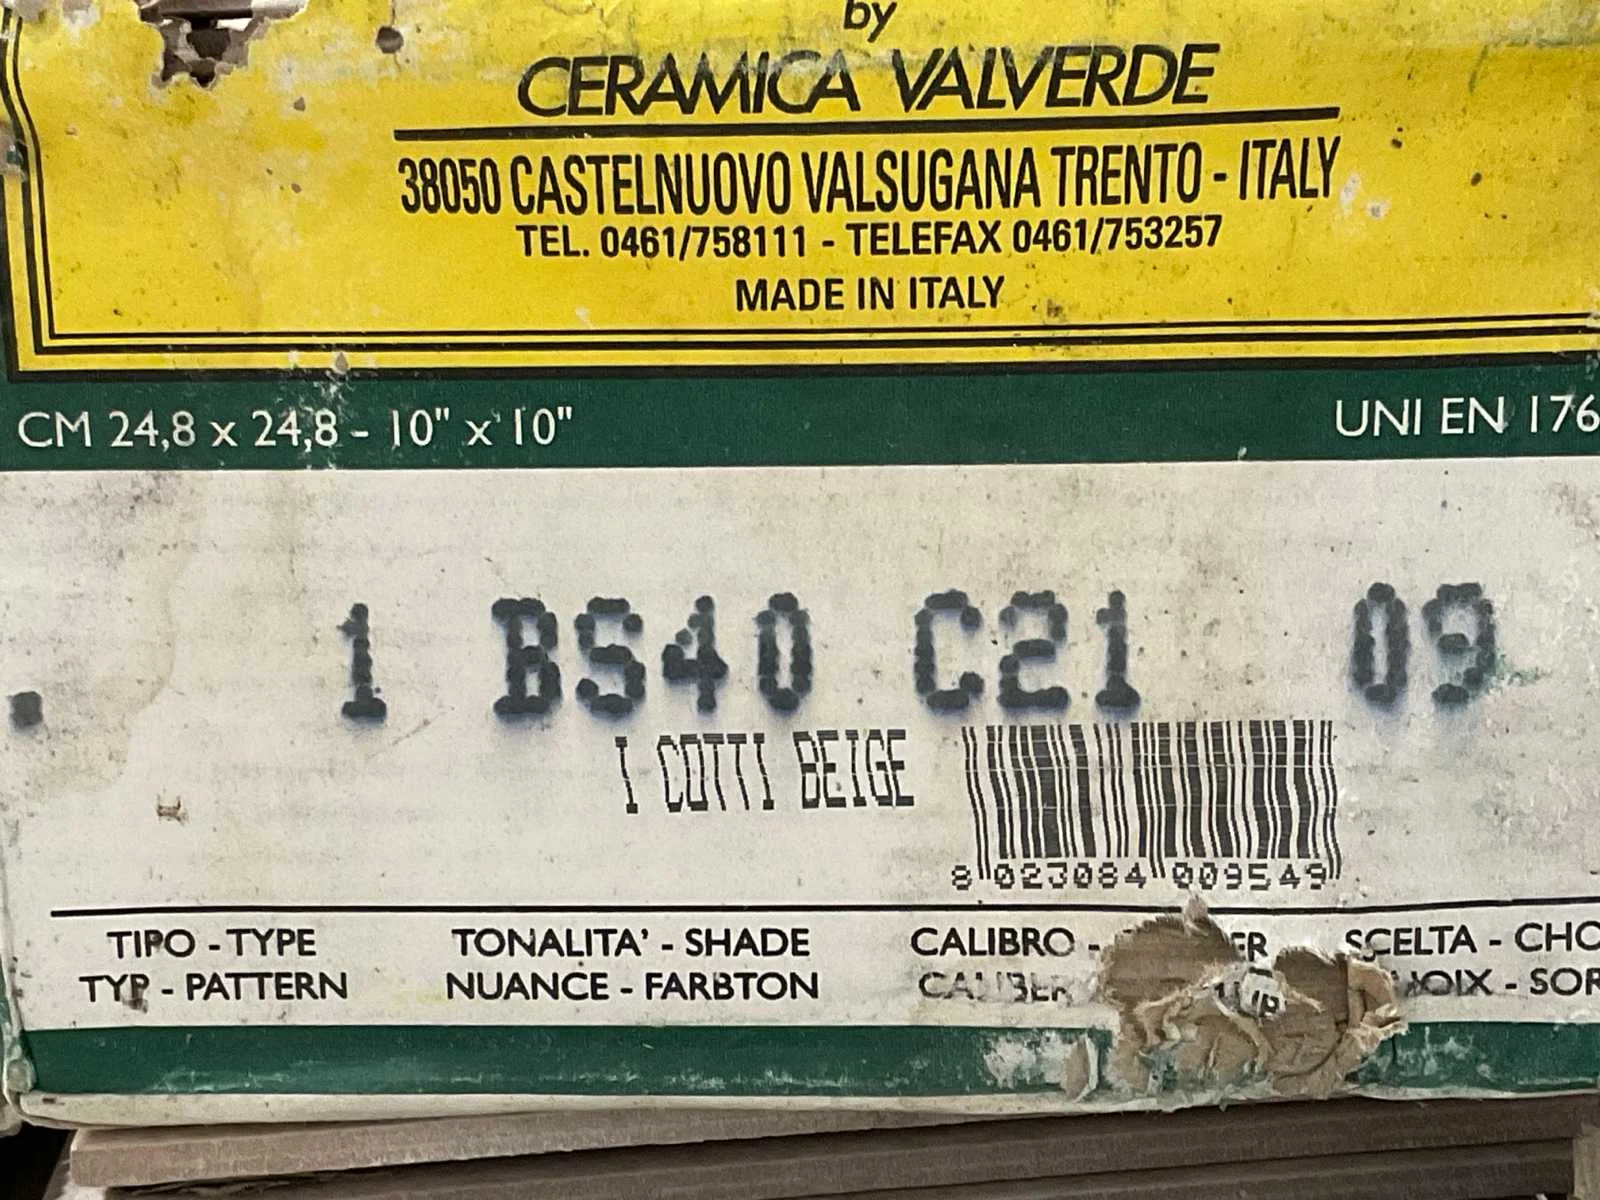 by
CERAMICA VALVERDE
38050 CASTELNUOVO VALSUGANA TRENTO - ITALY
TEL. 0461/758111 - TELEFAX 0461/753257
MADE IN ITALY
CM 24,8 x 24,8 - 10" x 10" UNI EN 176
. 1 BS40 C21 09
I COTTI BEIGE
8 023084 009549
TIPO - TYPE TONALITA' - SHADE CALIBRO - SCELTA - CHO
TYP - PATTERN NUANCE - FARBTON - SOR